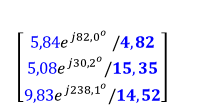 5,84e^{j82,0^o} /4,82
5,08e^{j30,2^o} /15,35
9,83e^{j238,1^o} /14,52